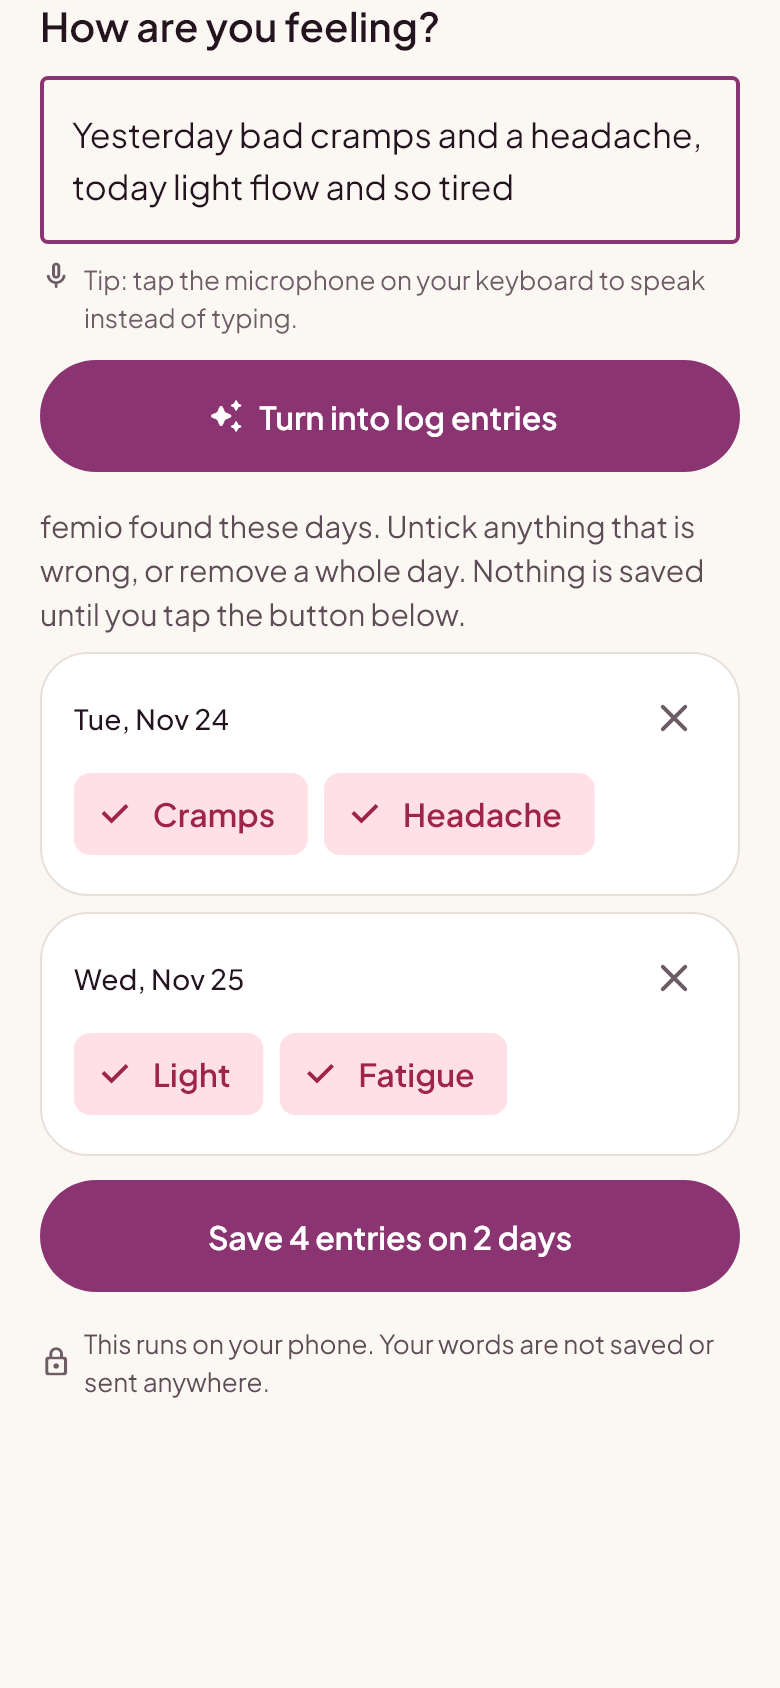 How are you feeling?
Yesterday bad cramps and a headache,
today light flow and so tired
Tip: tap the microphone on your keyboard to speak
instead of typing.
Turn into log entries
femio found these days. Untick anything that is
wrong, or remove a whole day. Nothing is saved
until you tap the button below.
Tue, Nov 24
Cramps Headache
Wed, Nov 25
Light Fatigue
Save 4 entries on 2 days
This runs on your phone. Your words are not saved or
sent anywhere.